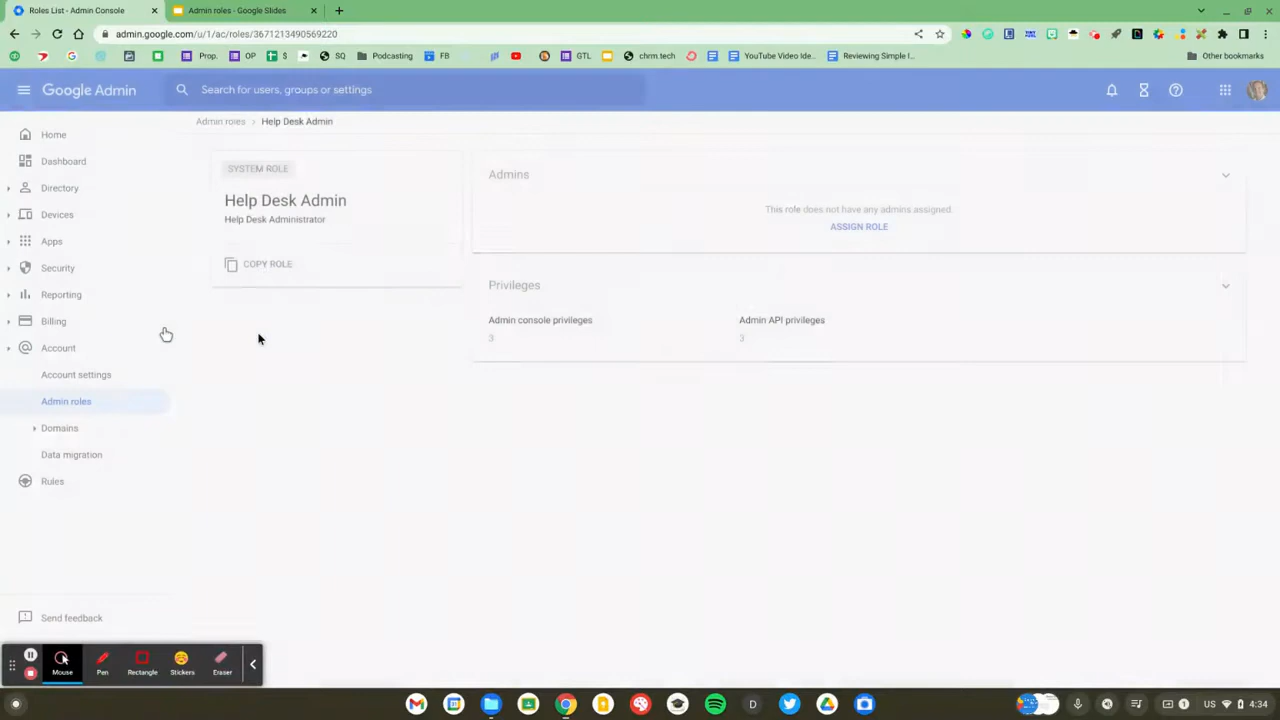 Roles List - Admin Console
Admin roles - Google Slides
admin.google.com/u/1/ac/roles/3671213490569220
Prop.
OP
$
SQ
Podcasting
FB
GTL
chrm.tech
YouTube Video Ide...
Reviewing Simple I...
Other bookmarks
Google Admin
Search for users, groups or settings
Admin roles > Help Desk Admin
Home
Dashboard
Directory
Devices
Apps
Security
Reporting
Billing
Account
Account settings
Admin roles
Domains
Data migration
Rules
Send feedback
SYSTEM ROLE
Help Desk Admin
Help Desk Administrator
COPY ROLE
Admins
This role does not have any admins assigned.
ASSIGN ROLE
Privileges
Admin console privileges
3
Admin API privileges
3
Mouse
Pen
Rectangle
Stickers
Eraser
D
US
4:34